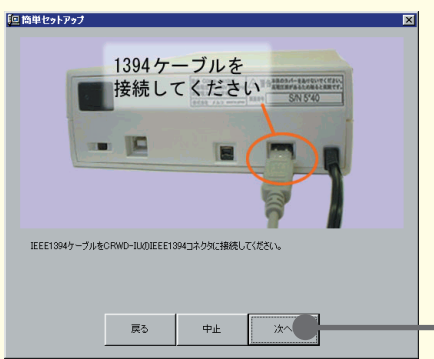 簡単セットアップ
1394ケーブルを
接続してください
S/N 5*40
IEEE1394ケーブルをCRWD-IUのIEEE1394コネクタに接続してください。
戻る
中止
次へ